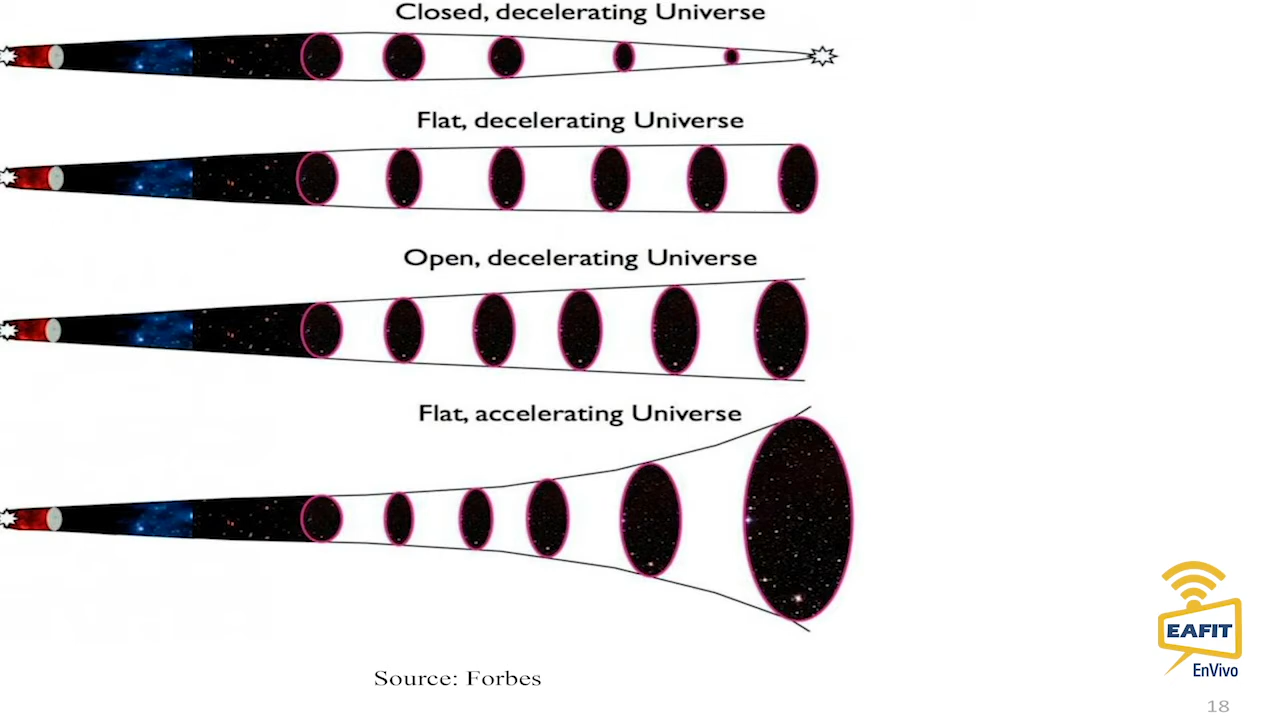 Closed, decelerating Universe
Flat, decelerating Universe
Open, decelerating Universe
Flat, accelerating Universe
Source: Forbes
EAFIT
EnVivo
18